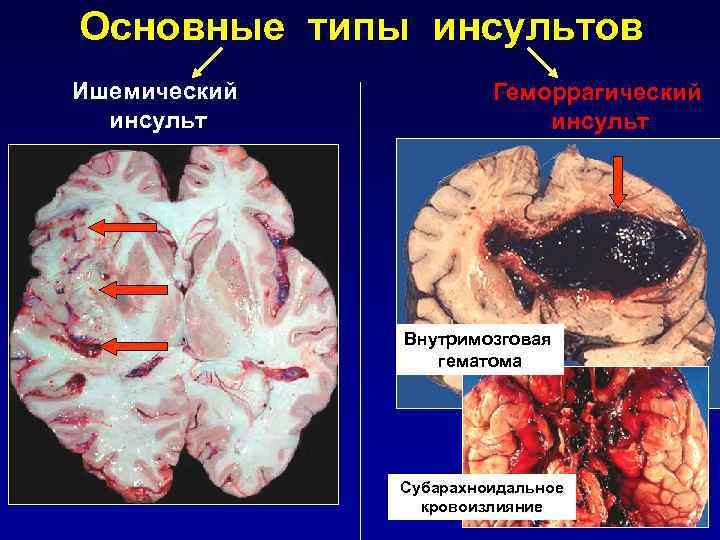 Основные типы инсультов
Ишемический
инсульт
Геморрагический
инсульт
Внутримозговая
гематома
Субарахноидальное
кровоизлияние